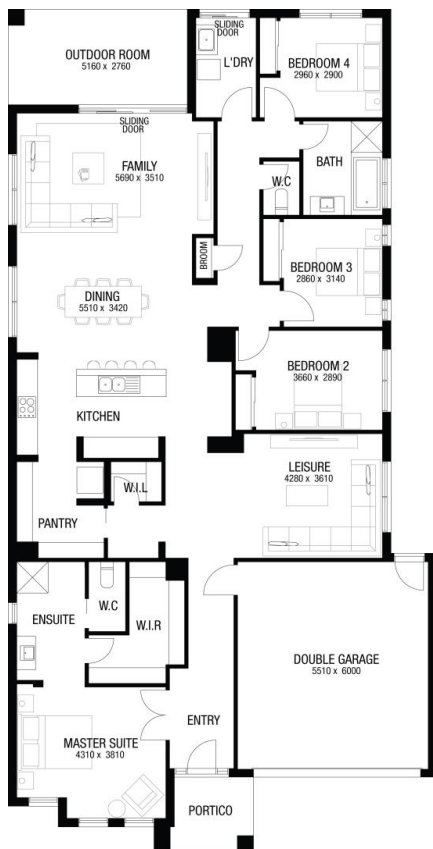 SLIDING
DOOR
OUTDOOR ROOM
5160 x 2760
L'DRY
BEDROOM 4
2960 x 2900
SLIDING
DOOR
FAMILY
5690 x 3510
BATH
W.C
BROOM
BEDROOM 3
2860 x 3140
DINING
5510 x 3420
BEDROOM 2
3660 x 2890
KITCHEN
LEISURE
4280 x 3610
W.I.L
PANTRY
W.C
ENSUITE
W.I.R
DOUBLE GARAGE
5510 x 6000
ENTRY
MASTER SUITE
4310 x 3810
PORTICO